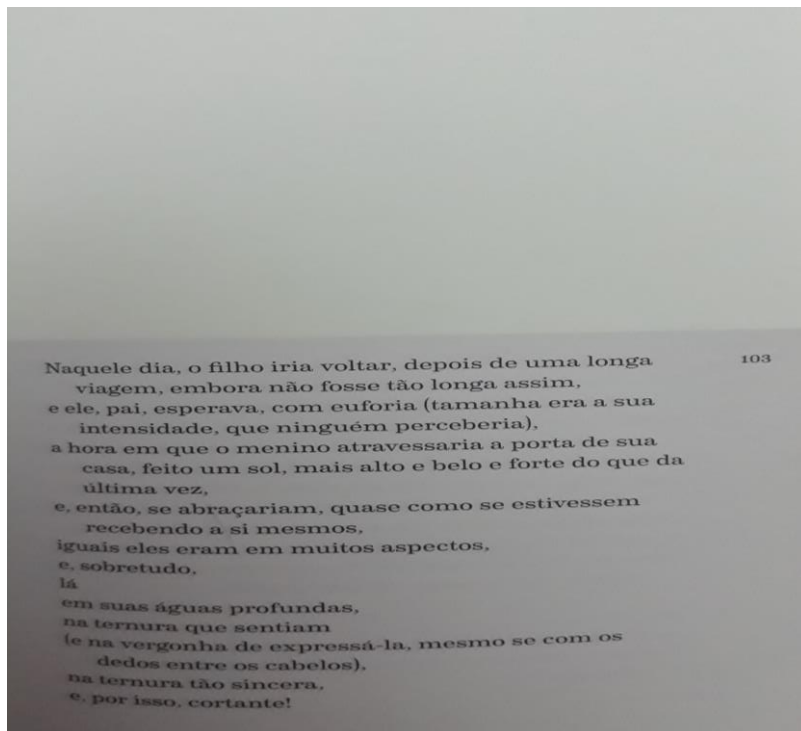 Naquele dia, o filho iria voltar, depois de uma longa
103
viagem, embora não fosse tão longa assim,
e ele, pai, esperava, com euforia (tamanha era a sua
intensidade, que ninguém perceberia),
a hora em que o menino atravessaria a porta de sua
casa, feito um sol, mais alto e belo e forte do que da
última vez,
e, então, se abraçariam, quase como se estivessem
recebendo a si mesmos,
iguais eles eram em muitos aspectos,
e, sobretudo,
lá
em suas águas profundas,
na ternura que sentiam
(e na vergonha de expressá-la, mesmo se com os
dedos entre os cabelos),
na ternura tão sincera,
e, por isso, cortante!